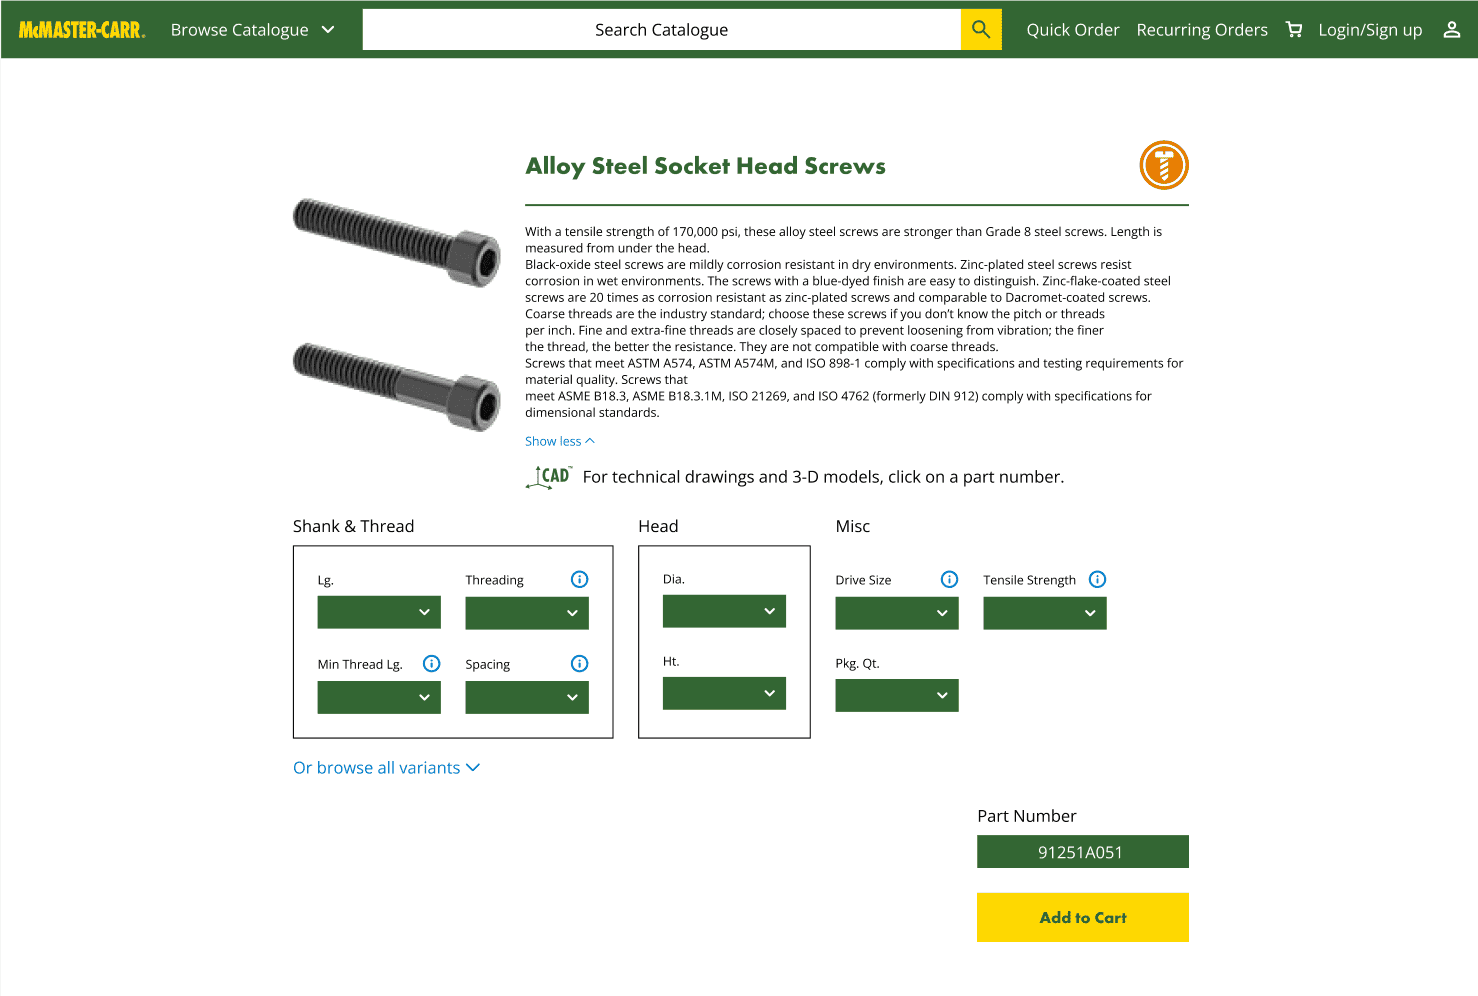 McMASTER-CARR®
Browse Catalogue
Search Catalogue
Quick Order
Recurring Orders
Login/Sign up
Alloy Steel Socket Head Screws
With a tensile strength of 170,000 psi, these alloy steel screws are stronger than Grade 8 steel screws. Length is
measured from under the head.
Black-oxide steel screws are mildly corrosion resistant in dry environments. Zinc-plated steel screws resist
corrosion in wet environments. The screws with a blue-dyed finish are easy to distinguish. Zinc-flake-coated steel
screws are 20 times as corrosion resistant as zinc-plated screws and comparable to Dacromet-coated screws.
Coarse threads are the industry standard; choose these screws if you don't know the pitch or threads
per inch. Fine and extra-fine threads are closely spaced to prevent loosening from vibration; the finer
the thread, the better the resistance. They are not compatible with coarse threads.
Screws that meet ASTM A574, ASTM A574M, and ISO 898-1 comply with specifications and testing requirements for
material quality. Screws that
meet ASME B18.3, ASME B18.3.1M, ISO 21269, and ISO 4762 (formerly DIN 912) comply with specifications for
dimensional standards.
Show less
CAD™
For technical drawings and 3-D models, click on a part number.
Shank & Thread
Lg.
Threading
Min Thread Lg.
Spacing
Head
Dia.
Ht.
Misc
Drive Size
Tensile Strength
Pkg. Qt.
Or browse all variants
Part Number
91251A051
Add to Cart